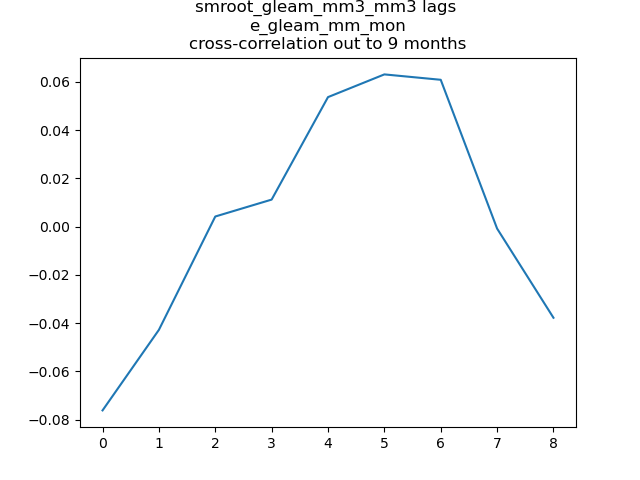 smroot_gleam_mm3_mm3 lags
e_gleam_mm_mon
cross-correlation out to 9 months
0.06
0.04
0.02
0.00
−0.02
−0.04
−0.06
−0.08
0 1 2 3 4 5 6 7 8